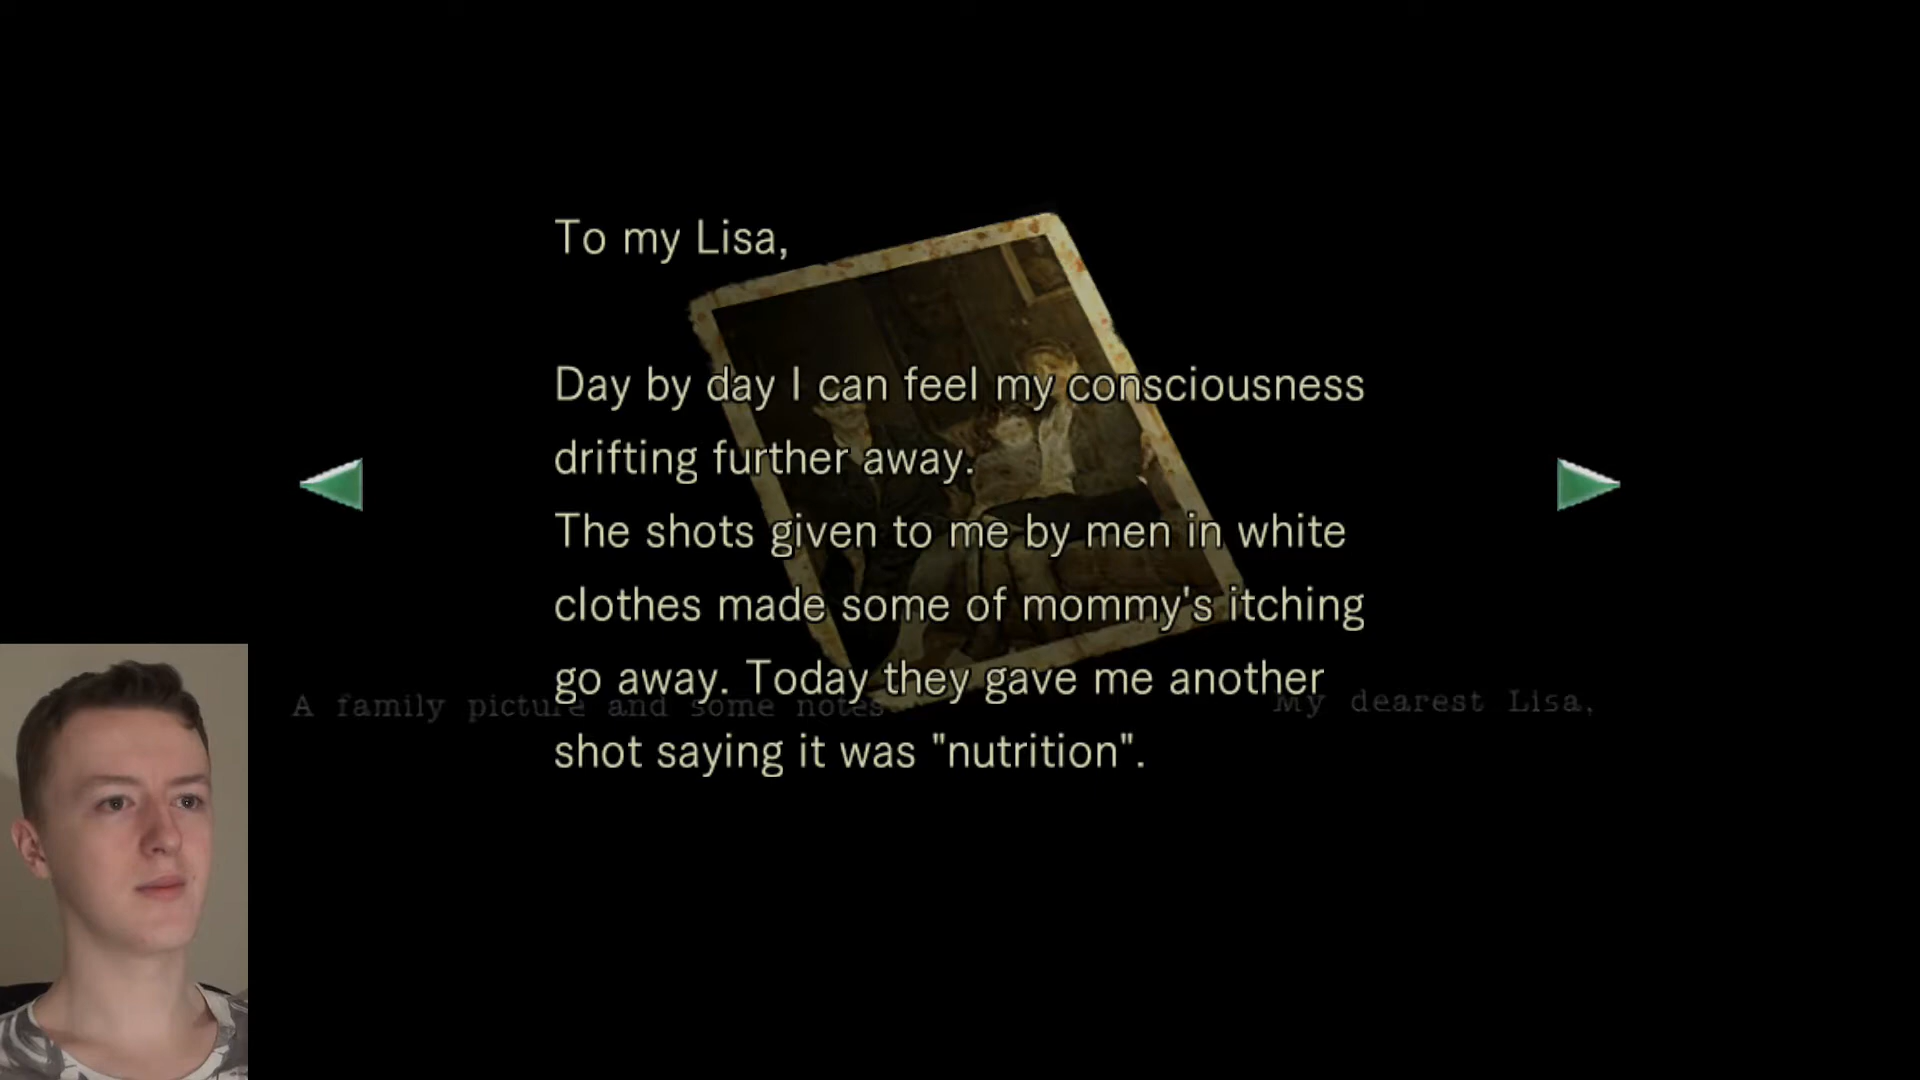 To my Lisa,
Day by day I can feel my consciousness
drifting further away.
The shots given to me by men in white
clothes made some of mommy's itching
go away. Today they gave me another
A family picture and some notes
My dearest Lisa,
shot saying it was "nutrition".